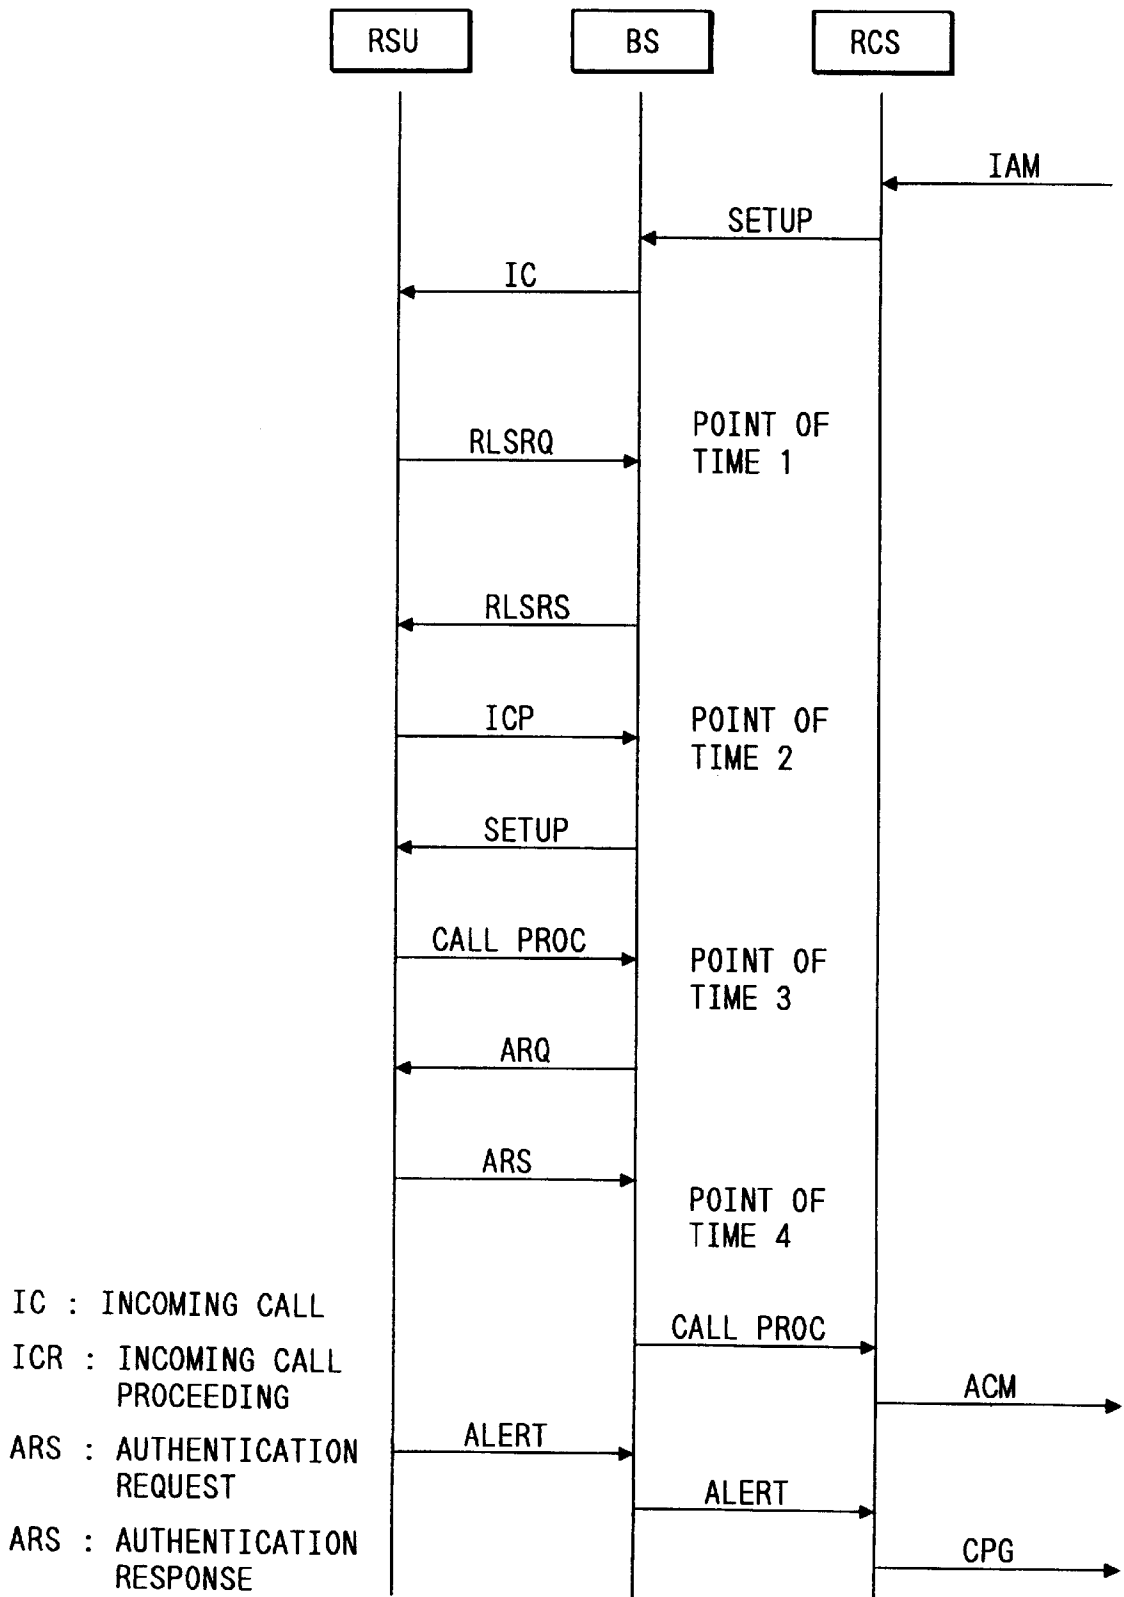 RSU
BS
RCS
IAM
SETUP
IC
RLSRQ
POINT OF
TIME 1
RLSRS
ICP
POINT OF
TIME 2
SETUP
CALL PROC
POINT OF
TIME 3
ARQ
ARS
POINT OF
TIME 4
IC : INCOMING CALL
CALL PROC
ICR : INCOMING CALL
PROCEEDING
ACM
ALERT
ARS : AUTHENTICATION
REQUEST
ALERT
ARS : AUTHENTICATION
RESPONSE
CPG